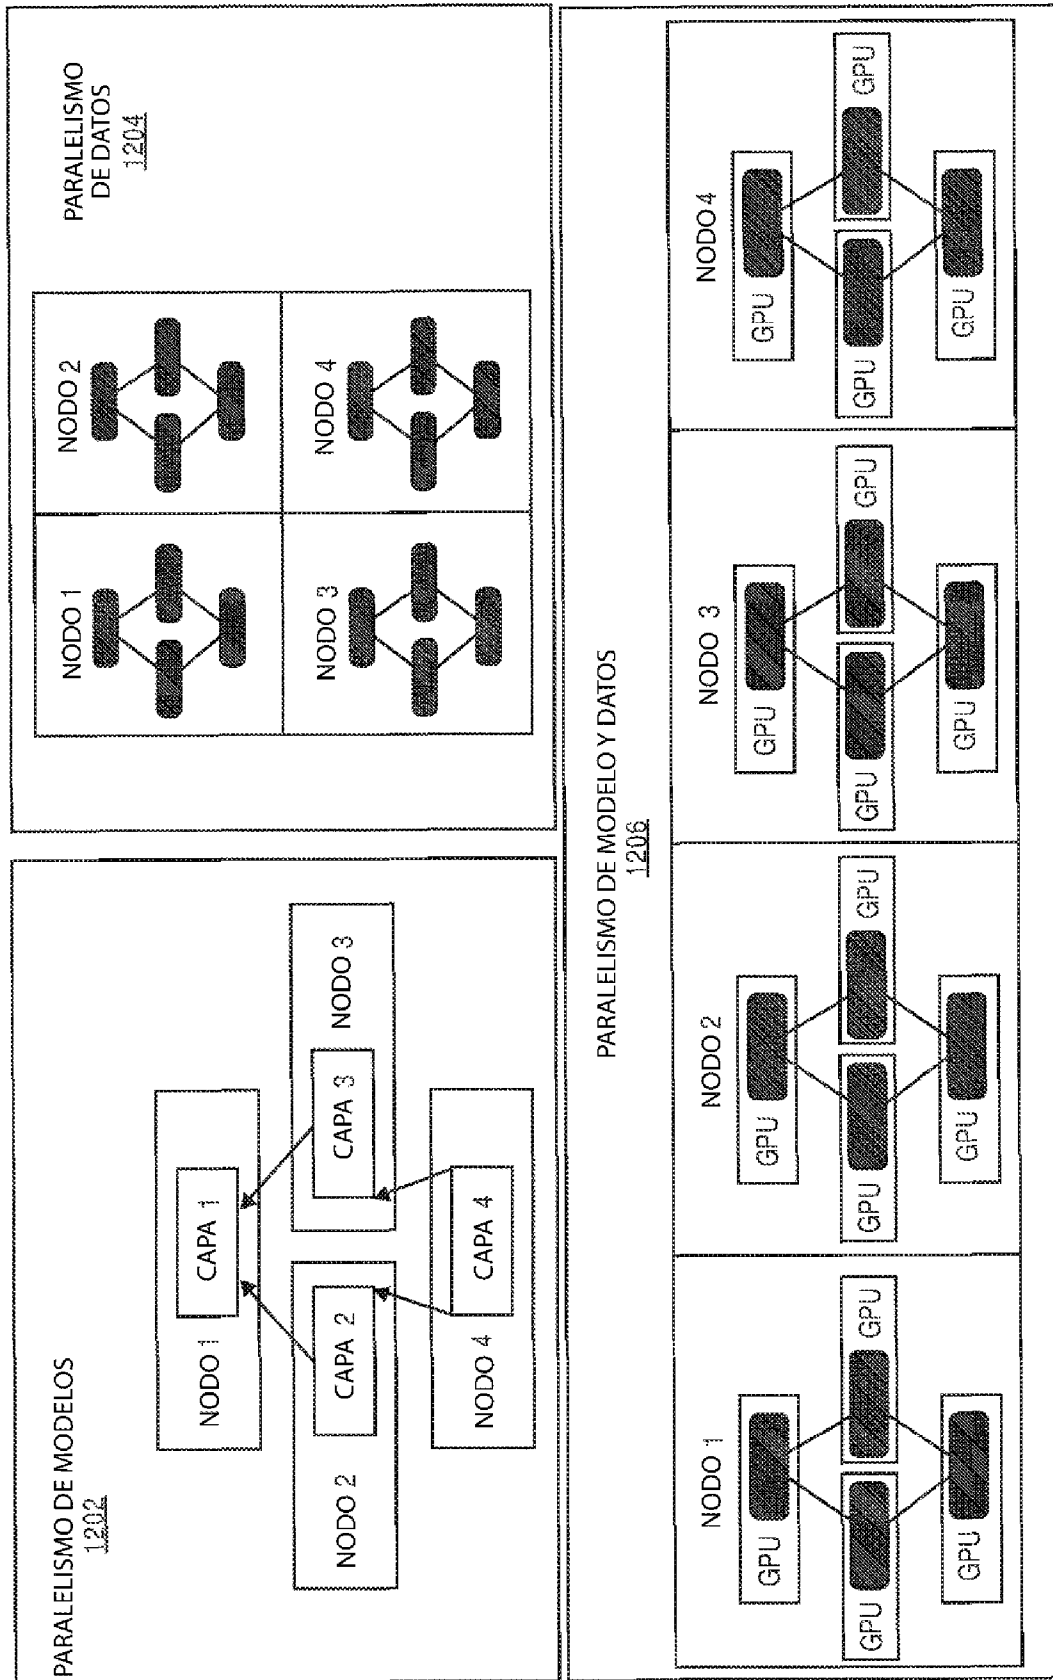 PARALELISMO DE MODELOS
1202
NODO 1
CAPA 1
NODO 2
CAPA 2
CAPA 3
NODO 3
NODO 4
CAPA 4
PARALELISMO
DE DATOS
1204
NODO 1
NODO 2
NODO 3
NODO 4
PARALELISMO DE MODELO Y DATOS
1206
NODO 1
GPU
GPU
GPU
GPU
NODO 2
GPU
GPU
GPU
GPU
NODO 3
GPU
GPU
GPU
GPU
NODO 4
GPU
GPU
GPU
GPU